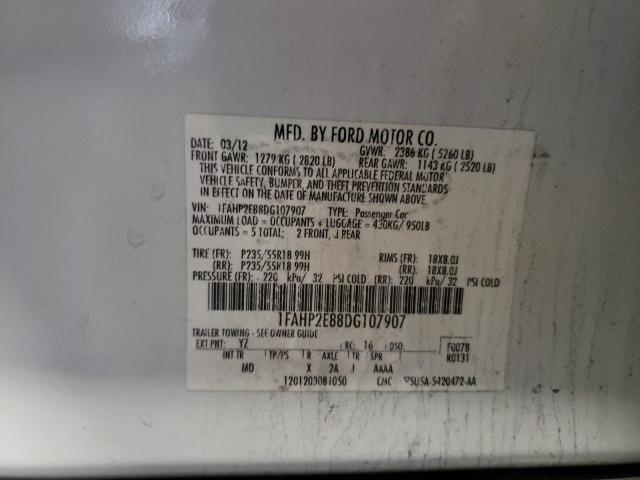 MFD. BY FORD MOTOR CO.
DATE: 03/12 GVWR: 2386 KG ( 5260 LB)
FRONT GAWR: 1279 KG ( 2820 LB) REAR GAWR: 1143 KG ( 2520 LB)
THIS VEHICLE CONFORMS TO ALL APPLICABLE FEDERAL MOTOR
VEHICLE SAFETY, BUMPER, AND THEFT PREVENTION STANDARDS
IN EFFECT ON THE DATE OF MANUFACTURE SHOWN ABOVE.
VIN: 1FAHP2E88DG107907 TYPE: Passenger Car
MAXIMUM LOAD = OCCUPANTS + LUGGAGE = 430KG/ 950LB
OCCUPANTS = 5 TOTAL; 2 FRONT, 3 REAR
TIRE (FR): P235/55R18 99H RIMS (FR): 18X8.0J
(RR): P235/55R18 99H (RR): 18X8.0J
PRESSURE (FR): 220 kPa/ 32 PSI COLD (RR): 220 kPa/ 32 PSI COLD
1FAHP2E88DG107907
TRAILER TOWING - SEE OWNER GUIDE
EXT PNT: YZ RC: 16 DSO: F0078
INT TR TP/PS R AXLE TR SPR R0131
MD X 2A J AAAA
1201203081050 CMC 5USA-5420472-AA